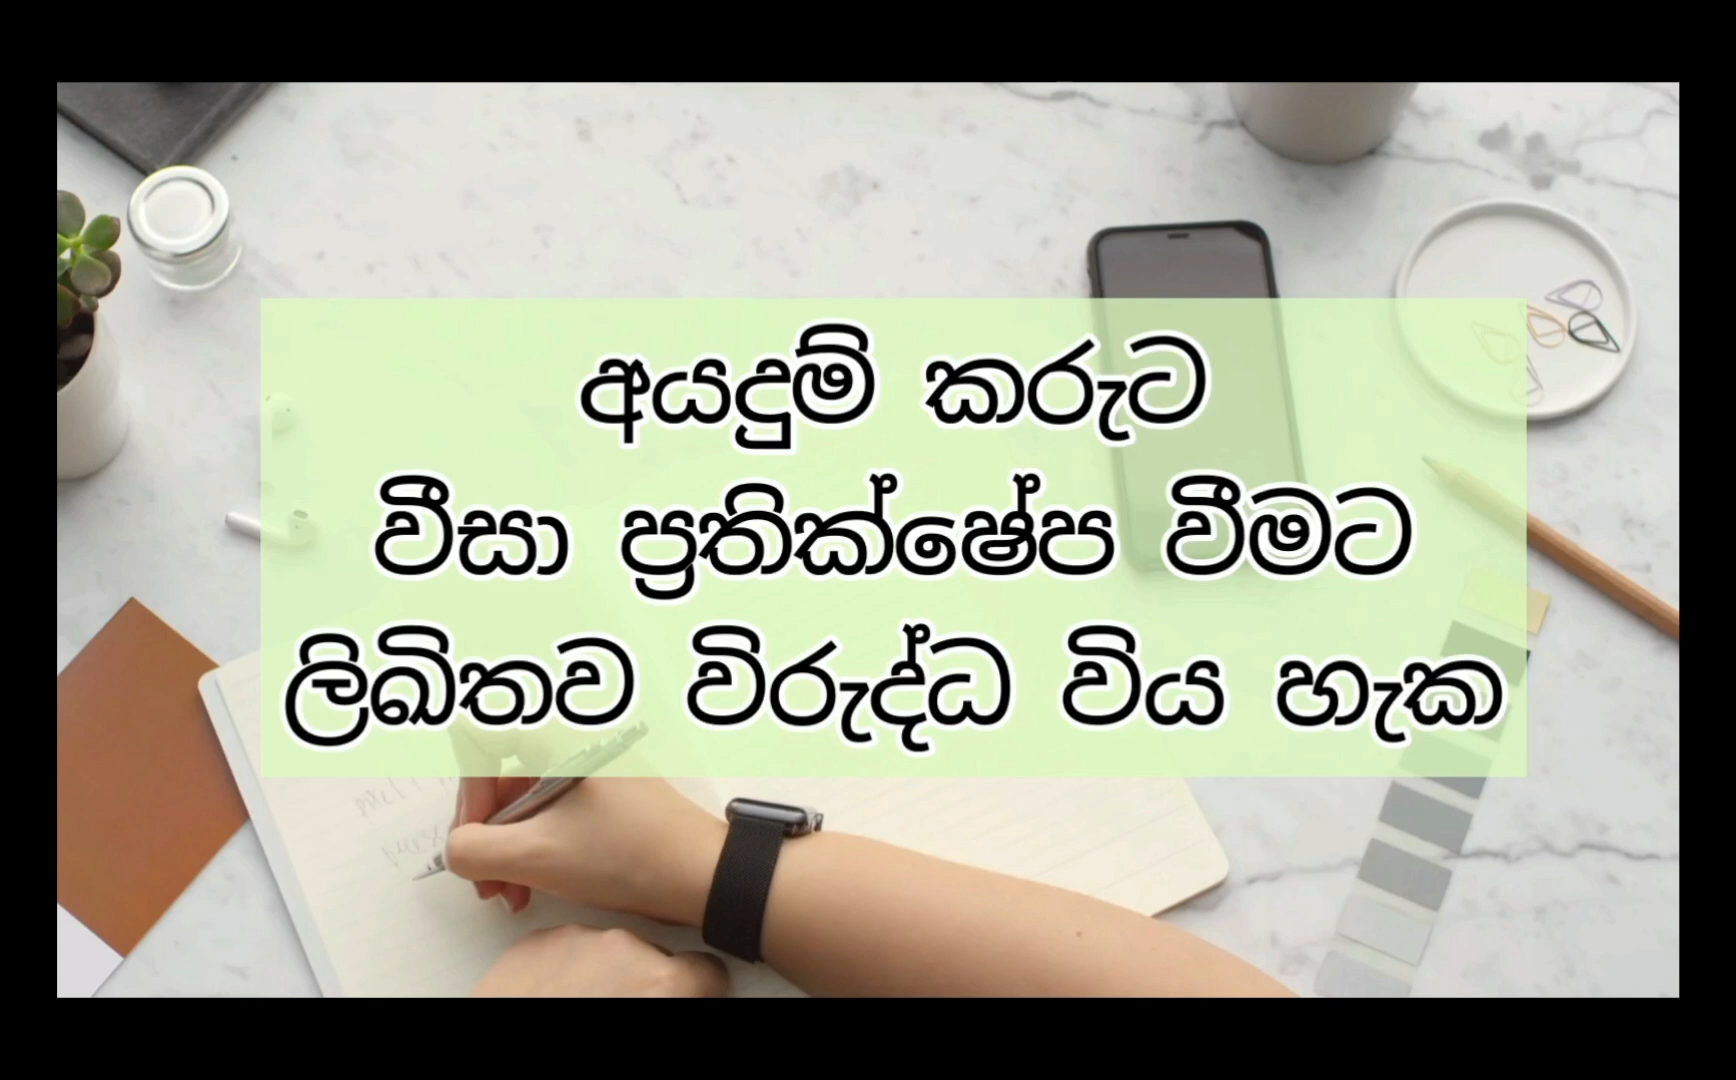 අයදුම් කරුට
වීසා ප්‍රතික්ෂේප වීමට
ලිඛිතව විරුද්ධ විය හැක